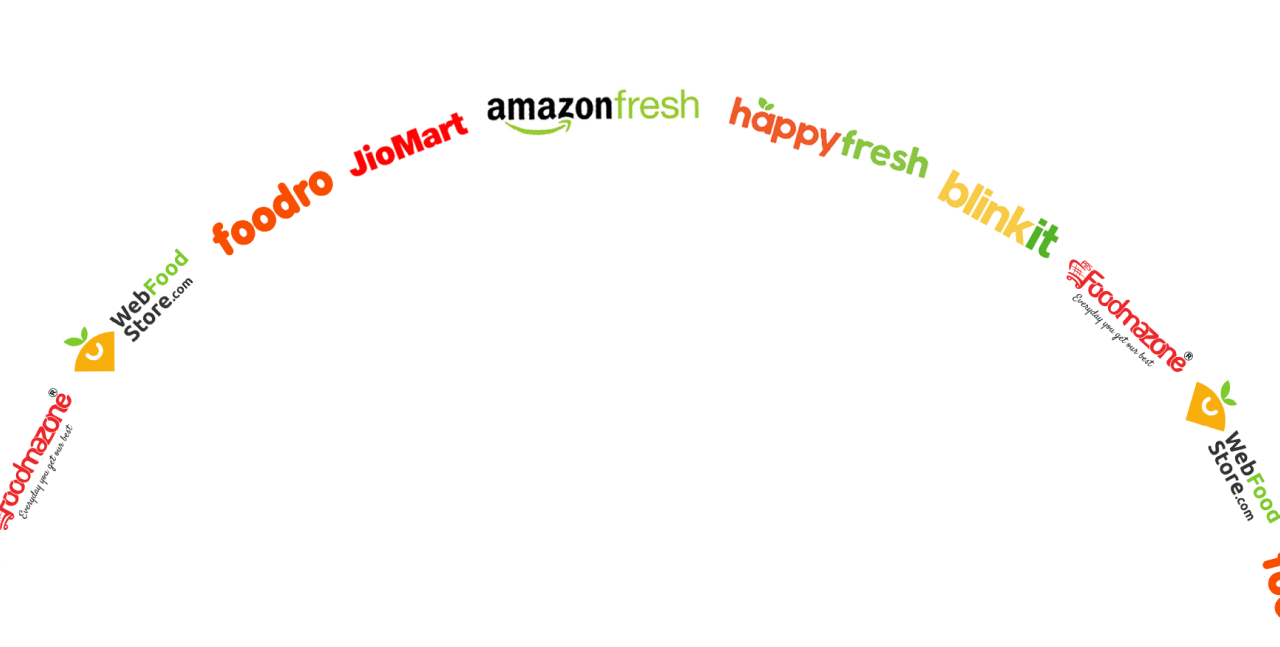 Foodmazone®
Everyday you get our best
WebFood
Store.com
foodro
JioMart
amazonfresh
happyfresh
blinkit
FBS
Foodmazone®
Everyday you get our best
WebFood
Store.com